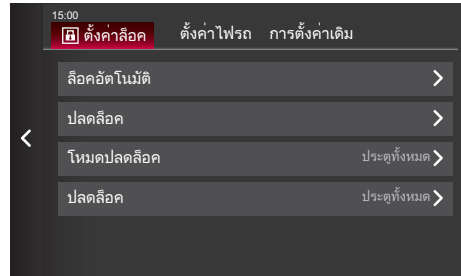 15:00
ตั้งค่าล็อค ตั้งค่าไฟรถ การตั้งค่าเดิม
ล็อคอัตโนมัติ
ปลดล็อค
โหมดปลดล็อค ประตูทั้งหมด
ปลดล็อค ประตูทั้งหมด